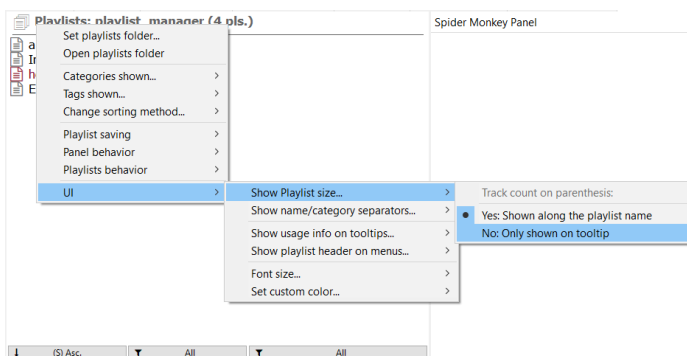 Playlists: playlist_manager (4 pls.)
Spider Monkey Panel
Set playlists folder...
Open playlists folder
Categories shown...
Tags shown...
Change sorting method...
Playlist saving
Panel behavior
Playlists behavior
UI
Show Playlist size...
Show name/category separators...
Show usage info on tooltips...
Show playlist header on menus...
Font size...
Set custom color...
Track count on parenthesis:
Yes: Shown along the playlist name
No: Only shown on tooltip
(S) Asc.
All
All